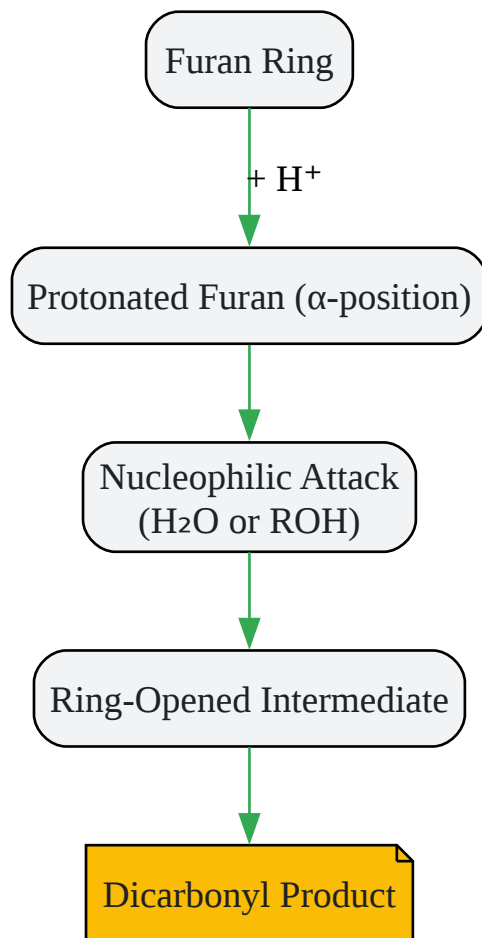 Furan Ring
+ H⁺
Protonated Furan (α-position)
Nucleophilic Attack
(H₂O or ROH)
Ring-Opened Intermediate
Dicarbonyl Product